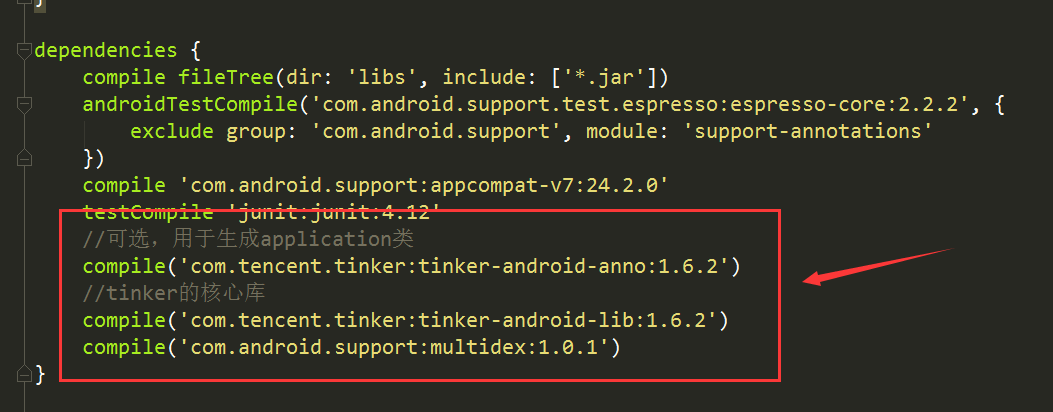 }
dependencies {
compile fileTree(dir: 'libs', include: ['*.jar'])
androidTestCompile('com.android.support.test.espresso:espresso-core:2.2.2', {
exclude group: 'com.android.support', module: 'support-annotations'
})
compile 'com.android.support:appcompat-v7:24.2.0'
testCompile 'junit:junit:4.12'
//可选，用于生成application类
compile('com.tencent.tinker:tinker-android-anno:1.6.2')
//tinker的核心库
compile('com.tencent.tinker:tinker-android-lib:1.6.2')
compile('com.android.support:multidex:1.0.1')
}